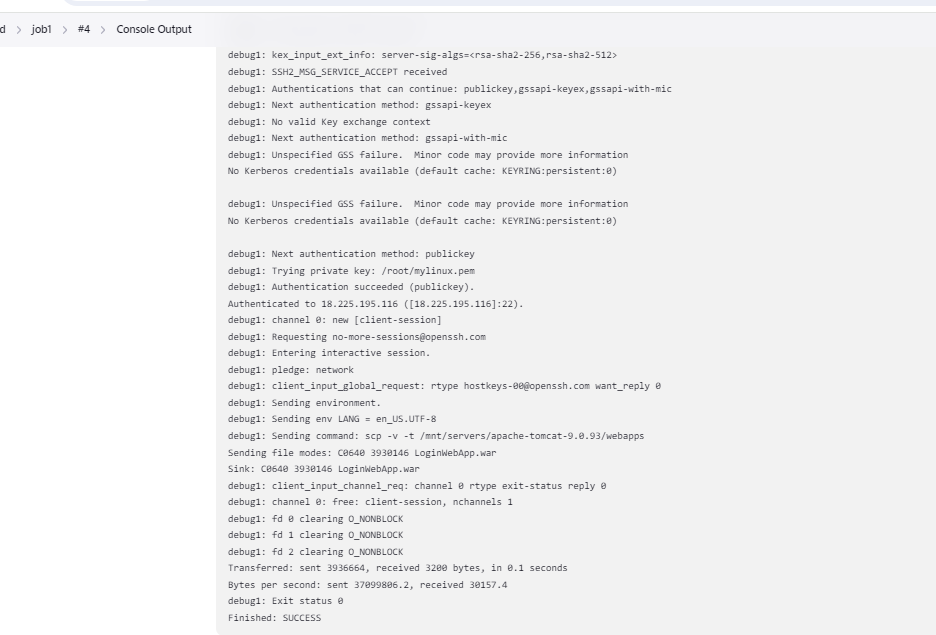 d > job1 > #4 > Console Output
debug1: kex_input_ext_info: server-sig-algs=<rsa-sha2-256,rsa-sha2-512>
debug1: SSH2_MSG_SERVICE_ACCEPT received
debug1: Authentications that can continue: publickey,gssapi-keyex,gssapi-with-mic
debug1: Next authentication method: gssapi-keyex
debug1: No valid Key exchange context
debug1: Next authentication method: gssapi-with-mic
debug1: Unspecified GSS failure.  Minor code may provide more information
No Kerberos credentials available (default cache: KEYRING:persistent:0)
debug1: Unspecified GSS failure.  Minor code may provide more information
No Kerberos credentials available (default cache: KEYRING:persistent:0)
debug1: Next authentication method: publickey
debug1: Trying private key: /root/mylinux.pem
debug1: Authentication succeeded (publickey).
Authenticated to 18.225.195.116 ([18.225.195.116]:22).
debug1: channel 0: new [client-session]
debug1: Requesting no-more-sessions@openssh.com
debug1: Entering interactive session.
debug1: pledge: network
debug1: client_input_global_request: rtype hostkeys-00@openssh.com want_reply 0
debug1: Sending environment.
debug1: Sending env LANG = en_US.UTF-8
debug1: Sending command: scp -v -t /mnt/servers/apache-tomcat-9.0.93/webapps
Sending file modes: C0640 3930146 LoginWebApp.war
Sink: C0640 3930146 LoginWebApp.war
debug1: client_input_channel_req: channel 0 rtype exit-status reply 0
debug1: channel 0: free: client-session, nchannels 1
debug1: fd 0 clearing O_NONBLOCK
debug1: fd 1 clearing O_NONBLOCK
debug1: fd 2 clearing O_NONBLOCK
Transferred: sent 3936664, received 3200 bytes, in 0.1 seconds
Bytes per second: sent 37099806.2, received 30157.4
debug1: Exit status 0
Finished: SUCCESS